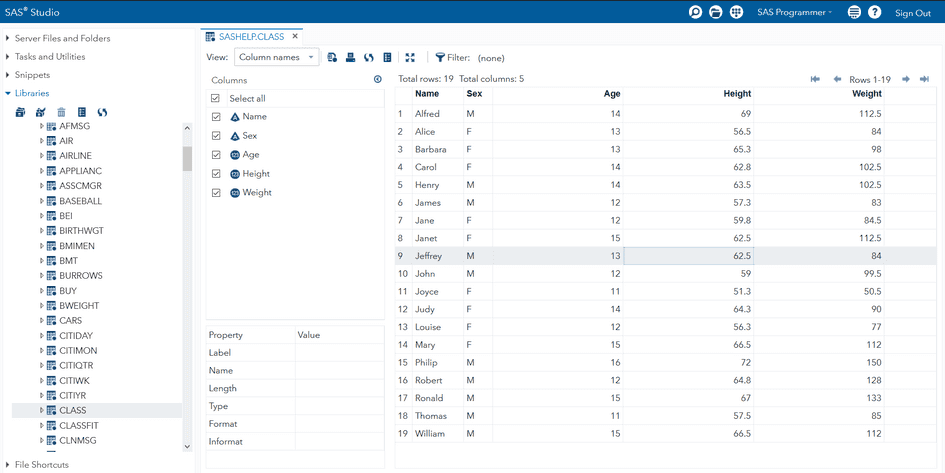 SAS® Studio
SAS Programmer
Sign Out
Server Files and Folders
Tasks and Utilities
Snippets
Libraries
AFMSG
AIR
AIRLINE
APPLIANC
ASSCMGR
BASEBALL
BEI
BIRTHWGT
BMIMEN
BMT
BURROWS
BUY
BWEIGHT
CARS
CITIDAY
CITIMON
CITIQTR
CITIWK
CITIYR
CLASS
CLASSFIT
CLNMSG
File Shortcuts
SASHELP.CLASS
View: Column names
Filter: (none)
Columns
Select all
Name
Sex
Age
Height
Weight
Property Value
Label
Name
Length
Type
Format
Informat
Total rows: 19 Total columns: 5
Rows 1-19
Name Sex Age Height Weight
1 Alfred M 14 69 112.5
2 Alice F 13 56.5 84
3 Barbara F 13 65.3 98
4 Carol F 14 62.8 102.5
5 Henry M 14 63.5 102.5
6 James M 12 57.3 83
7 Jane F 12 59.8 84.5
8 Janet F 15 62.5 112.5
9 Jeffrey M 13 62.5 84
10 John M 12 59 99.5
11 Joyce F 11 51.3 50.5
12 Judy F 14 64.3 90
13 Louise F 12 56.3 77
14 Mary F 15 66.5 112
15 Philip M 16 72 150
16 Robert M 12 64.8 128
17 Ronald M 15 67 133
18 Thomas M 11 57.5 85
19 William M 15 66.5 112